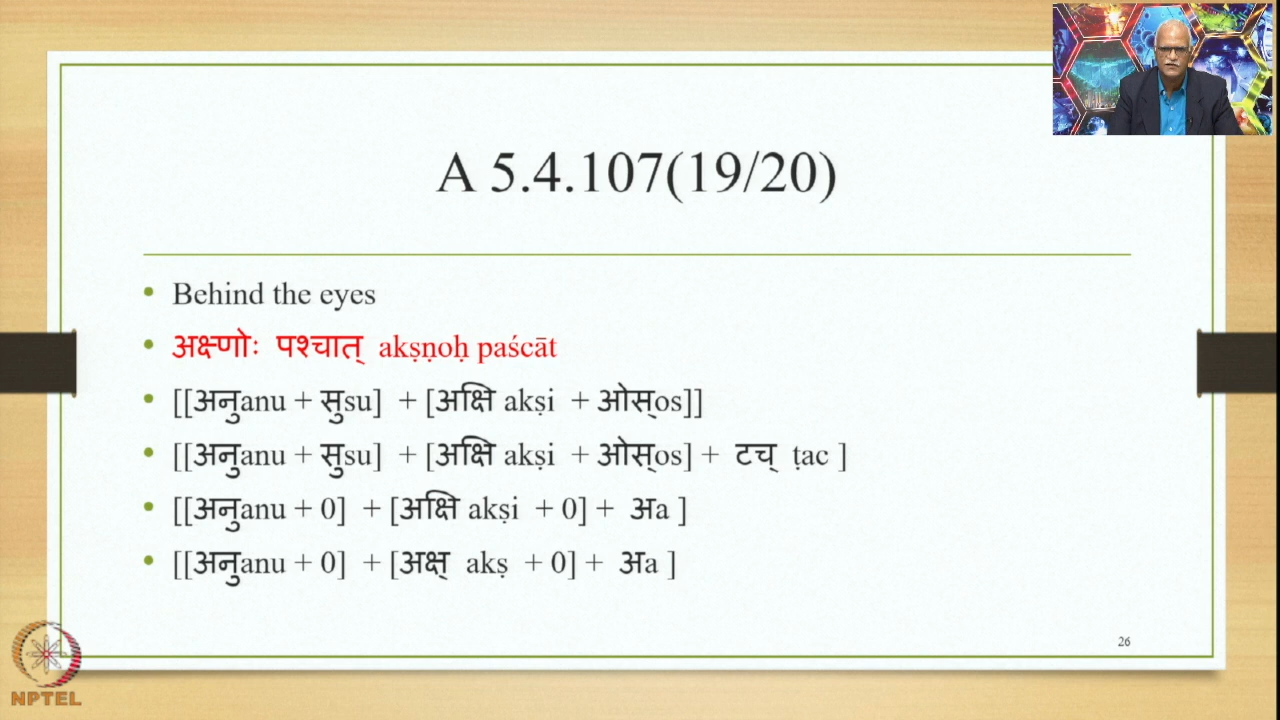 A 5.4.107(19/20)
• Behind the eyes
• अक्ष्णोः पश्चात् akṣṇoḥ paścāt
• [[अनुanu + सुsu] + [अक्षि akṣi + ओस्os]]
• [[अनुanu + सुsu] + [अक्षि akṣi + ओस्os] + टच् ṭac ]
• [[अनुanu + 0] + [अक्षि akṣi + 0] + अa ]
• [[अनुanu + 0] + [अक्ष् akṣ + 0] + अa ]
26
NPTEL